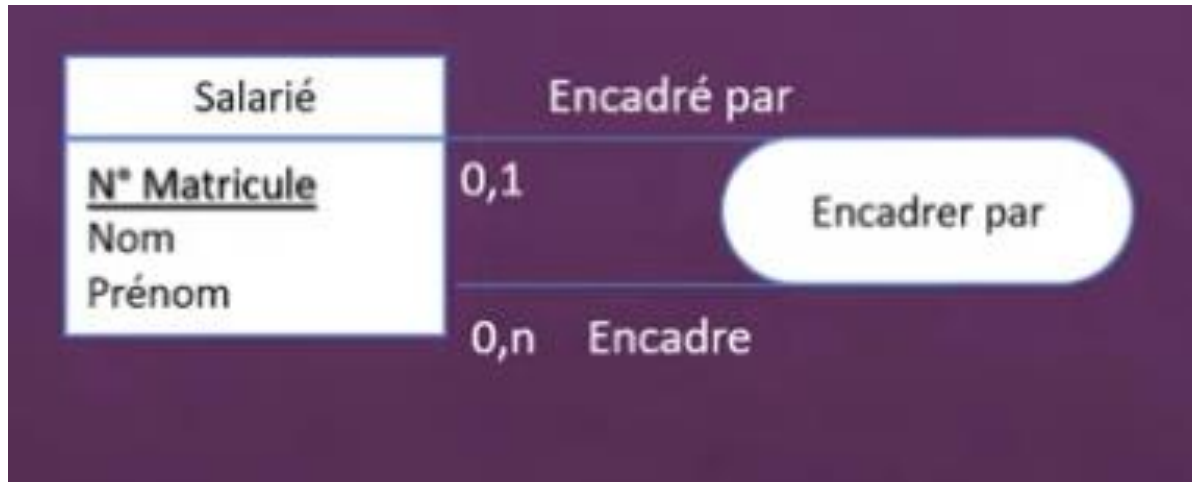 Salarié
Encadré par
N° Matricule
0,1
Nom
Encadrer par
Prénom
0,n Encadre